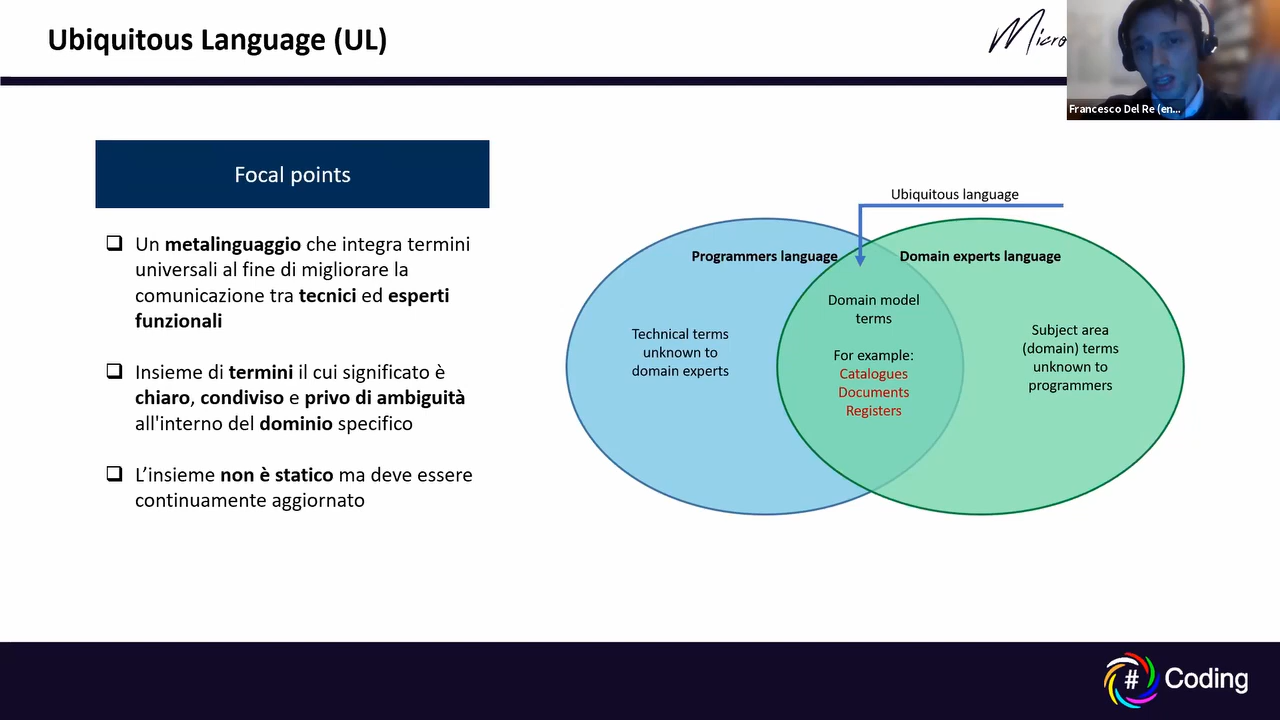 Ubiquitous Language (UL)
Micro
Francesco Del Re (en...
Focal points
Un metalinguaggio che integra termini
universali al fine di migliorare la
comunicazione tra tecnici ed esperti
funzionali
Insieme di termini il cui significato è
chiaro, condiviso e privo di ambiguità
all'interno del dominio specifico
L’insieme non è statico ma deve essere
continuamente aggiornato
Ubiquitous language
Programmers language
Domain experts language
Technical terms
unknown to
domain experts
Domain model
terms
For example:
Catalogues
Documents
Registers
Subject area
(domain) terms
unknown to
programmers
# Coding